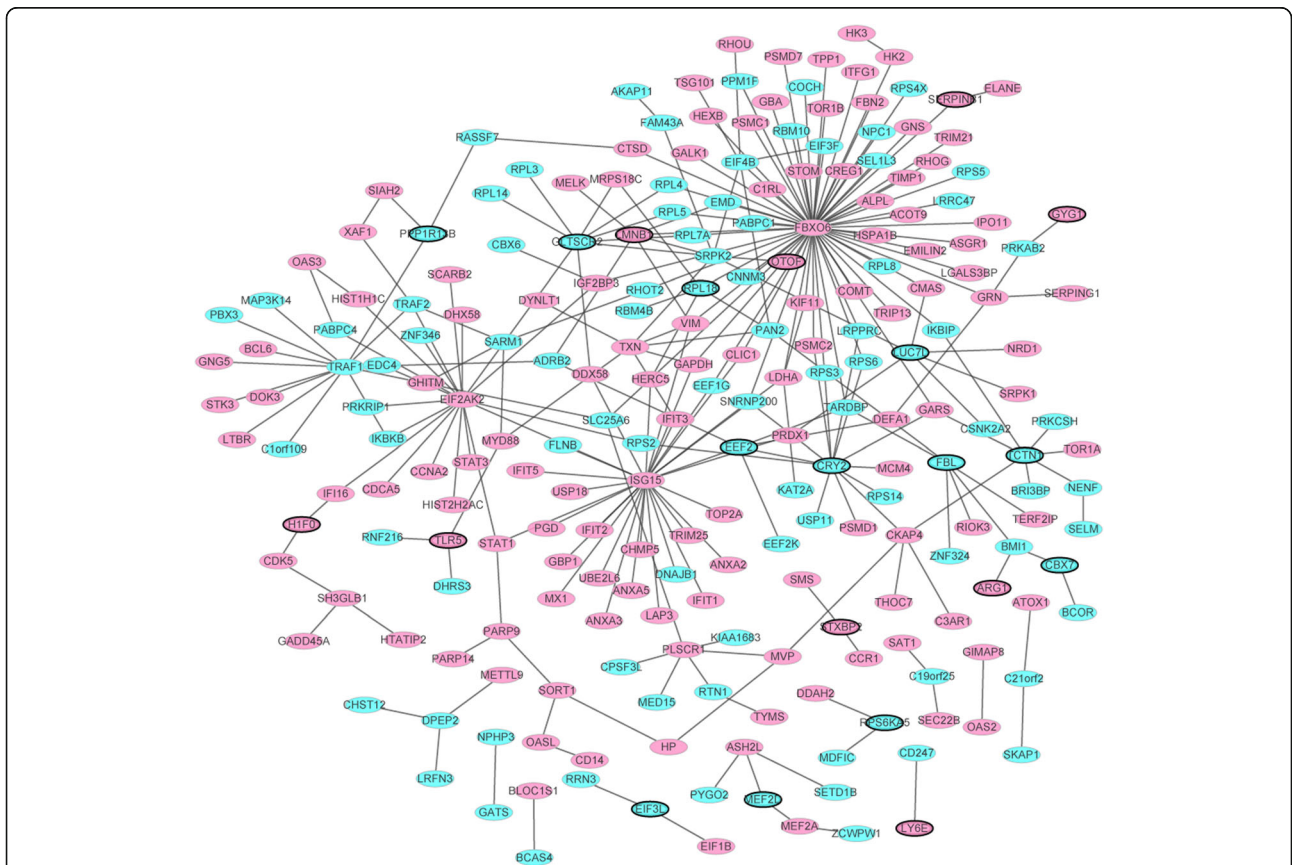 HK3
RHOU
PSMD7
TPP1
HK2
ITFG1
TSG101
PPM1F
COCH
RPS4X
ELANE
AKAP11
GBA
TOR1B
FBN2
SERPINB1
HEXB
PSMC1
FAM43A
RBM10
NPC1
GNS
RASSF7
CTSD
GALK1
EIF4B
EIF3F
TRIM21
SEL1L3
RHOG
RPL3
MELK
MRPS18C
STOM
CREG1
TIMP1
RPS5
SIAH2
RPL14
RPL4
EMD
C1RL
ALPL
LRRC47
RPL5
PABPC1
ACOT9
GYG1
XAF1
PPP1R13B
GLTSCR2
LMNB1
RPL7A
FBXO6
IPO11
HSPA1B
ASGR1
PRKAB2
CBX6
SRPK2
OTOF
EMILIN2
OAS3
SCARB2
CNNM3
RPL8
LGALS3BP
HIST1H1C
IGF2BP3
RHOT2
RPL18
COMT
CMAS
GRN
SERPING1
MAP3K14
TRAF2
DHX58
DYNLT1
RBM4B
KIF11
PBX3
PABPC4
ZNF346
VIM
PAN2
TRIP13
IKBIP
SARM1
TXN
LRPPRC
BCL6
CLIC1
PSMC2
LUC7L
NRD1
GNG5
TRAF1
EDC4
ADRB2
GAPDH
RPS6
DDX58
HERC5
LDHA
RPS3
GHITM
EEF1G
SRPK1
DOK3
STK3
EIF2AK2
SNRNP200
TARDBP
DEFA1
GARS
PRKRIP1
SLC25A6
IFIT3
PRDX1
CSNK2A2
PRKCSH
LTBR
IKBKB
MYD88
RPS2
EEF2
C1orf109
FLNB
TCTN1
TOR1A
STAT3
CCNA2
IFIT5
ISG15
CRY2
MCM4
FBL
IFI16
CDCA5
USP18
KAT2A
BRI3BP
NENF
HIST2H2AC
TOP2A
RPS14
H1F0
PGD
IFIT2
USP11
PSMD1
RIOK3
TERF2IP
SELM
RNF216
TLR5
STAT1
TRIM25
EEF2K
CKAP4
BMI1
GBP1
CHMP5
ANXA2
ZNF324
CDK5
UBE2L6
DNAJB1
CBX7
DHRS3
ANXA5
SMS
ARG1
SH3GLB1
MX1
IFIT1
THOC7
ATOX1
BCOR
ANXA3
LAP3
GADD45A
HTATIP2
PARP9
STXBP2
C3AR1
KIAA1683
PARP14
PLSCR1
MVP
SAT1
GIMAP8
CPSF3L
CCR1
METTL9
C19orf25
C21orf2
SORT1
RTN1
DDAH2
CHST12
MED15
DPEP2
TYMS
RPS6KA5
SEC22B
OAS2
NPHP3
OASL
HP
ASH2L
CD247
SKAP1
CD14
MDFIC
LRFN3
RRN3
BLOC1S1
PYGO2
SETD1B
GATS
EIF3L
MEF2D
MEF2A
ZCWPW1
LY6E
EIF1B
BCAS4